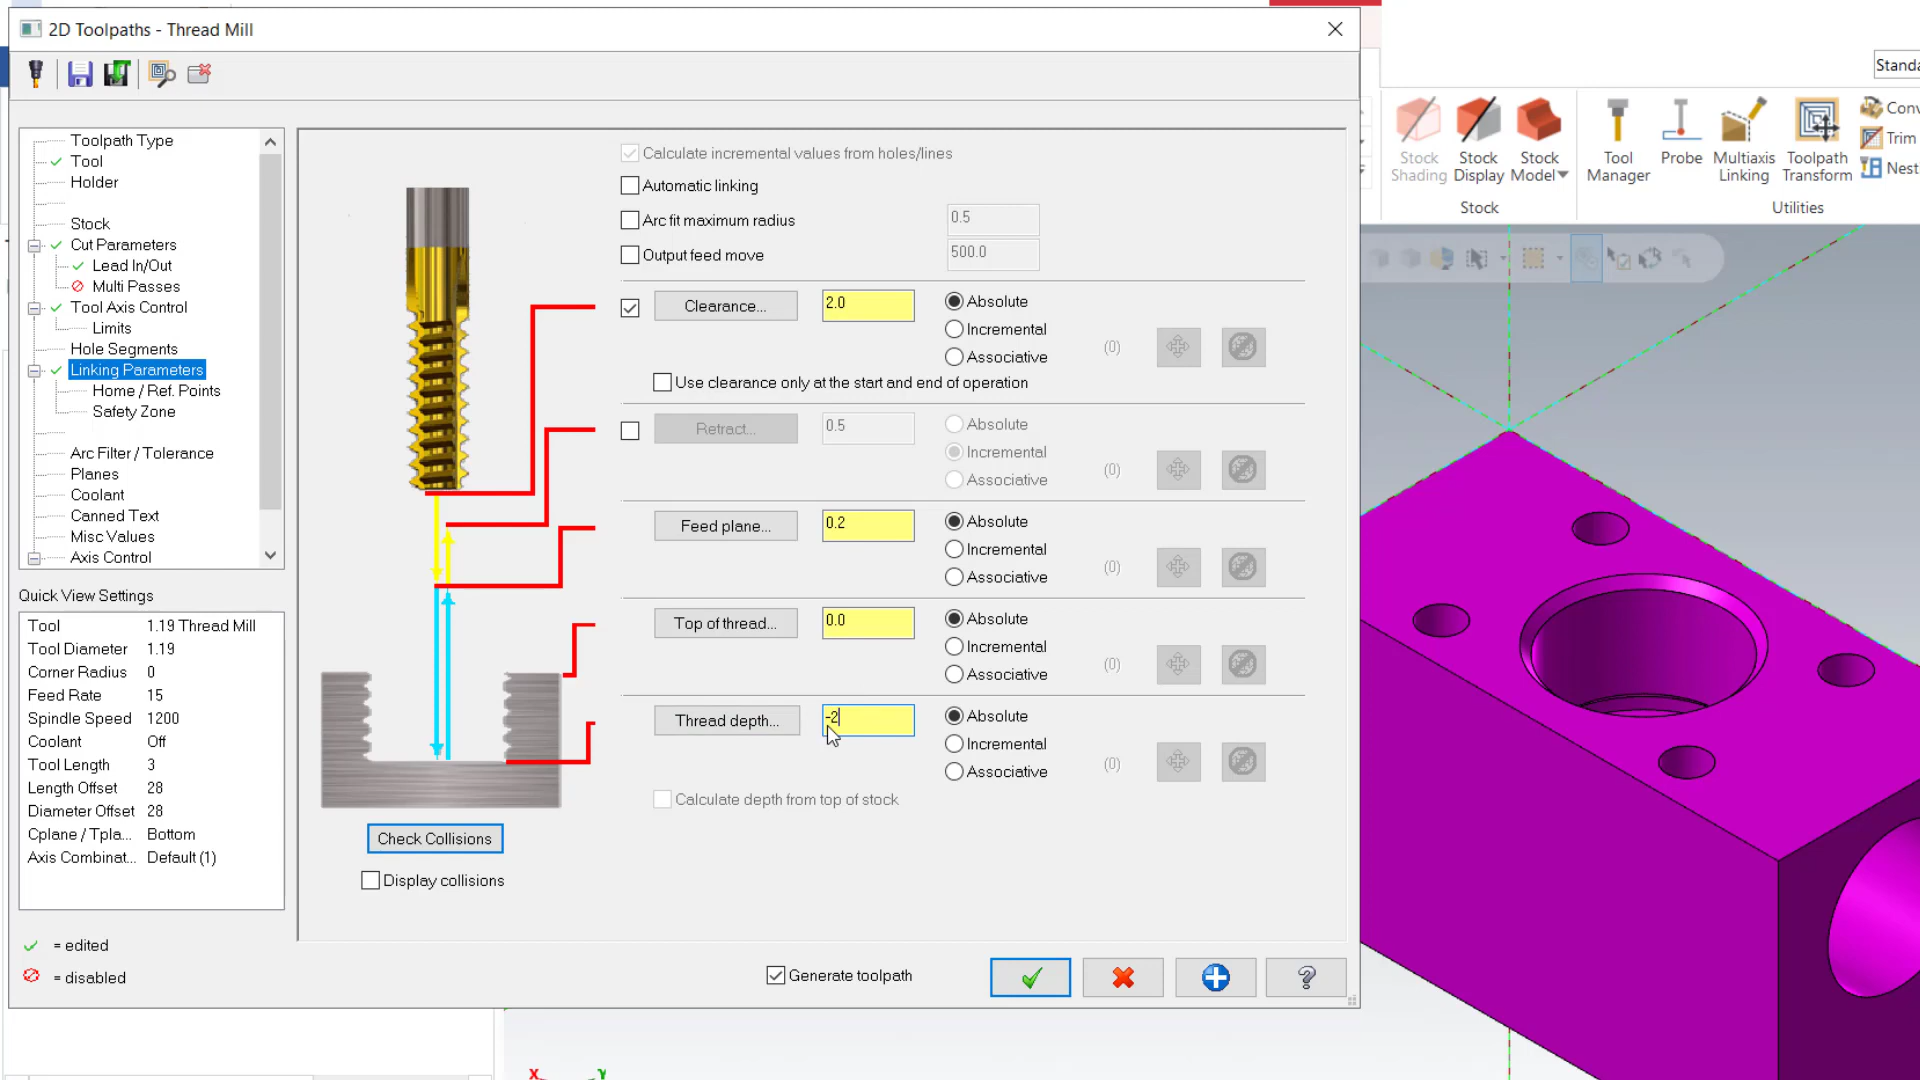 2D Toolpaths - Thread Mill
Standa
Toolpath Type
Tool
Holder
Stock
Cut Parameters
Lead In/Out
Multi Passes
Tool Axis Control
Limits
Hole Segments
Linking Parameters
Home / Ref. Points
Safety Zone
Arc Filter / Tolerance
Planes
Coolant
Canned Text
Misc Values
Axis Control
Quick View Settings
Tool 1.19 Thread Mill
Tool Diameter 1.19
Corner Radius 0
Feed Rate 15
Spindle Speed 1200
Coolant Off
Tool Length 3
Length Offset 28
Diameter Offset 28
Cplane / Tpla... Bottom
Axis Combinat... Default (1)
= edited
= disabled
Calculate incremental values from holes/lines
Automatic linking
Arc fit maximum radius 0.5
Output feed move 500.0
Clearance... 2.0 Absolute
Incremental
Associative (0)
Use clearance only at the start and end of operation
Retract... 0.5 Absolute
Incremental
Associative (0)
Feed plane... 0.2 Absolute
Incremental
Associative (0)
Top of thread... 0.0 Absolute
Incremental
Associative (0)
Thread depth... -2 Absolute
Incremental
Associative (0)
Calculate depth from top of stock
Check Collisions
Display collisions
Generate toolpath
Stock Shading
Stock Display
Stock Model
Stock
Tool Manager
Probe
Multiaxis Linking
Toolpath Transform
Conv
Trim
Nest
Utilities
X
Y